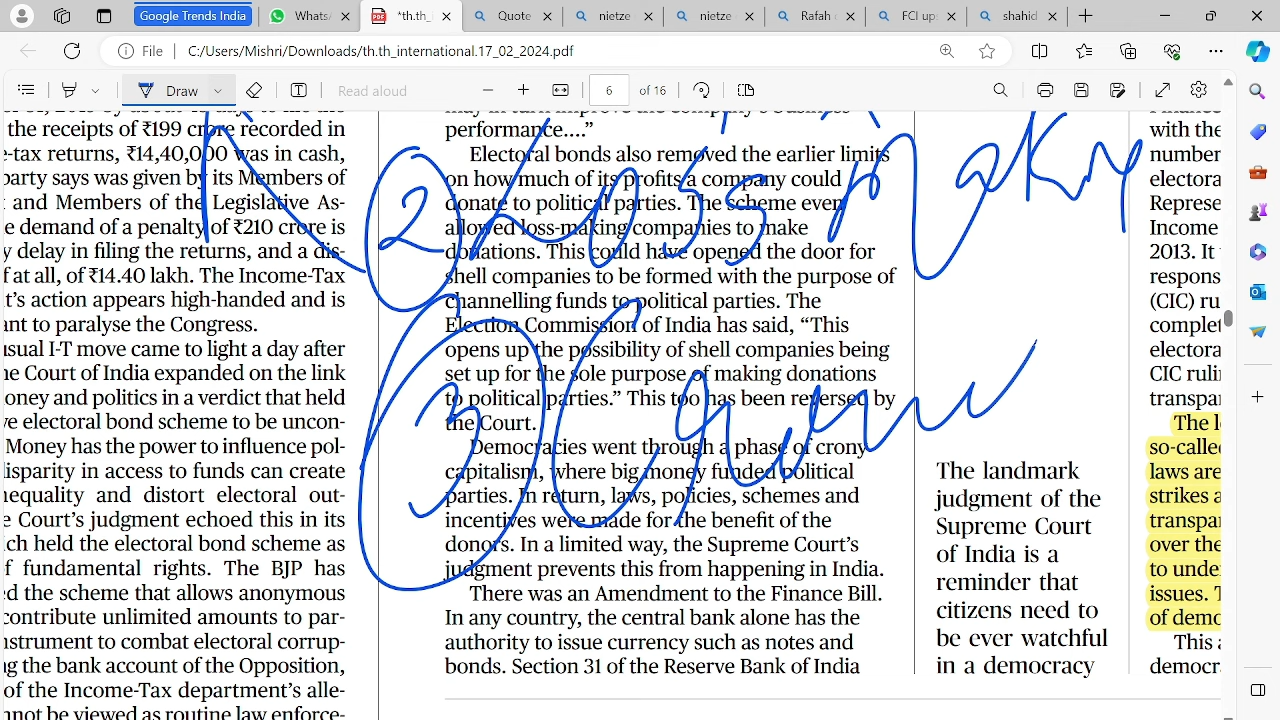 Google Trends India
Whats
*th.th_
Quote
nietze
nietze
Rafah
FCI up
shahid
File
C:/Users/Mishri/Downloads/th.th_international.17_02_2024.pdf
Draw
Read aloud
6 of 16
the receipts of ₹199 crore recorded in
e-tax returns, ₹14,40,000 was in cash,
party says was given by its Members of
and Members of the Legislative As-
e demand of a penalty of ₹210 crore is
y delay in filing the returns, and a dis-
f at all, of ₹14.40 lakh. The Income-Tax
t’s action appears high-handed and is
ant to paralyse the Congress.
usual I-T move came to light a day after
he Court of India expanded on the link
oney and politics in a verdict that held
ve electoral bond scheme to be uncon-
Money has the power to influence pol-
disparity in access to funds can create
nequality and distort electoral out-
e Court’s judgment echoed this in its
ch held the electoral bond scheme as
f fundamental rights. The BJP has
ed the scheme that allows anonymous
contribute unlimited amounts to par-
nstrument to combat electoral corrup-
ng the bank account of the Opposition,
of the Income-Tax department’s alle-
nnot be viewed as routine law enforce-
may in turn improve the company’s business
performance....”
Electoral bonds also removed the earlier limits
on how much of its profits a company could
donate to political parties. The scheme even
allowed loss-making companies to make
donations. This could have opened the door for
shell companies to be formed with the purpose of
channelling funds to political parties. The
Election Commission of India has said, “This
opens up the possibility of shell companies being
set up for the sole purpose of making donations
to political parties.” This too has been reversed by
the Court.
Democracies went through a phase of crony
capitalism, where big money funded political
parties. In return, laws, policies, schemes and
incentives were made for the benefit of the
donors. In a limited way, the Supreme Court’s
judgment prevents this from happening in India.
There was an Amendment to the Finance Bill.
In any country, the central bank alone has the
authority to issue currency such as notes and
bonds. Section 31 of the Reserve Bank of India
2 Loss Making
3
The landmark
judgment of the
Supreme Court
of India is a
reminder that
citizens need to
be ever watchful
in a democracy
with the
number
electora
Represe
Income
2013. It
respons
(CIC) ru
complet
electora
CIC rulin
transpar
The l
so-called
laws are
strikes a
transpar
over the
to unde
issues. T
of demo
This a
democr